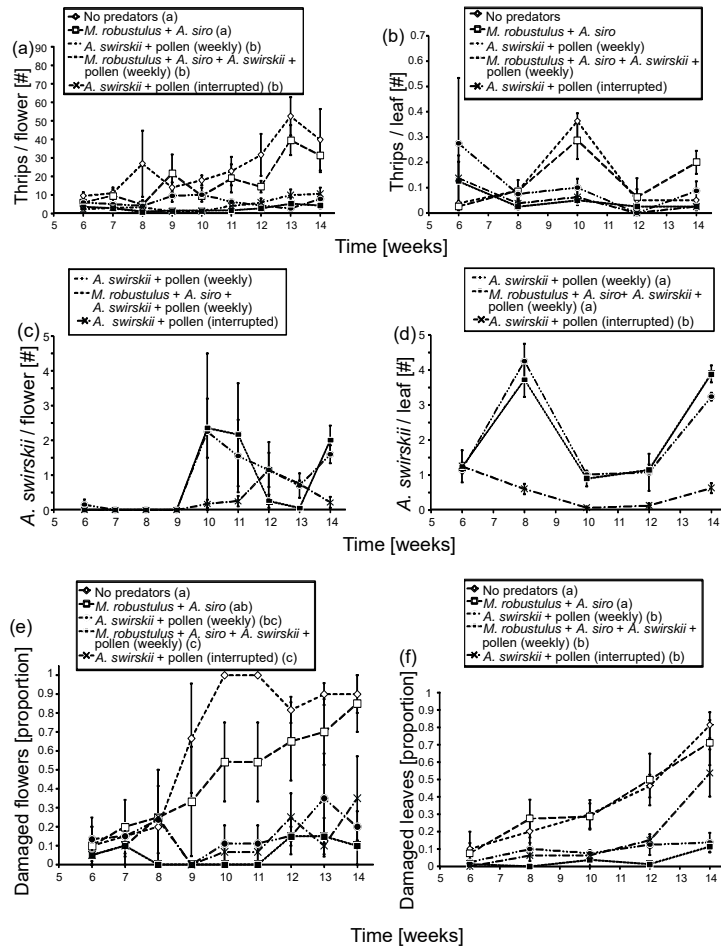 (a)
No predators (a)
M. robustulus + A. siro (a)
A. swirskii + pollen (weekly) (b)
M. robustulus + A. siro + A. swirskii +
pollen (weekly) (b)
A. swirskii + pollen (interrupted) (b)
Thrips / flower [#]
90
80
70
60
50
40
30
20
10
0
5 6 7 8 9 10 11 12 13 14
(b)
No predators
M. robustulus + A. siro
A. swirskii + pollen (weekly)
M. robustulus + A. siro + A. swirskii +
pollen (weekly)
A. swirskii + pollen (interrupted)
Thrips / leaf [#]
0.7
0.6
0.5
0.4
0.3
0.2
0.1
0
5 6 7 8 9 10 11 12 13 14
Time [weeks]
(c)
A. swirskii + pollen (weekly)
M. robustulus + A. siro +
A. swirskii + pollen (weekly)
A. swirskii + pollen (interrupted)
A. swirskii / flower [#]
5
4
3
2
1
0
5 6 7 8 9 10 11 12 13 14
(d)
A. swirskii + pollen (weekly) (a)
M. robustulus + A. siro+ A. swirskii +
pollen (weekly) (a)
A. swirskii + pollen (interrupted) (b)
A. swirskii / leaf [#]
5
4
3
2
1
0
5 6 7 8 9 10 11 12 13 14
Time [weeks]
(e)
No predators (a)
M. robustulus + A. siro (ab)
A. swirskii + pollen (weekly) (bc)
M. robustulus + A. siro + A. swirskii +
pollen (weekly) (c)
A. swirskii + pollen (interrupted) (c)
Damaged flowers [proportion]
1
0.9
0.8
0.7
0.6
0.5
0.4
0.3
0.2
0.1
0
5 6 7 8 9 10 11 12 13 14
(f)
No predators (a)
M. robustulus + A. siro (a)
A. swirskii + pollen (weekly) (b)
M. robustulus + A. siro + A. swirskii +
pollen (weekly) (b)
A. swirskii + pollen (interrupted) (b)
Damaged leaves [proportion]
1
0.9
0.8
0.7
0.6
0.5
0.4
0.3
0.2
0.1
0
5 6 7 8 9 10 11 12 13 14
Time [weeks]